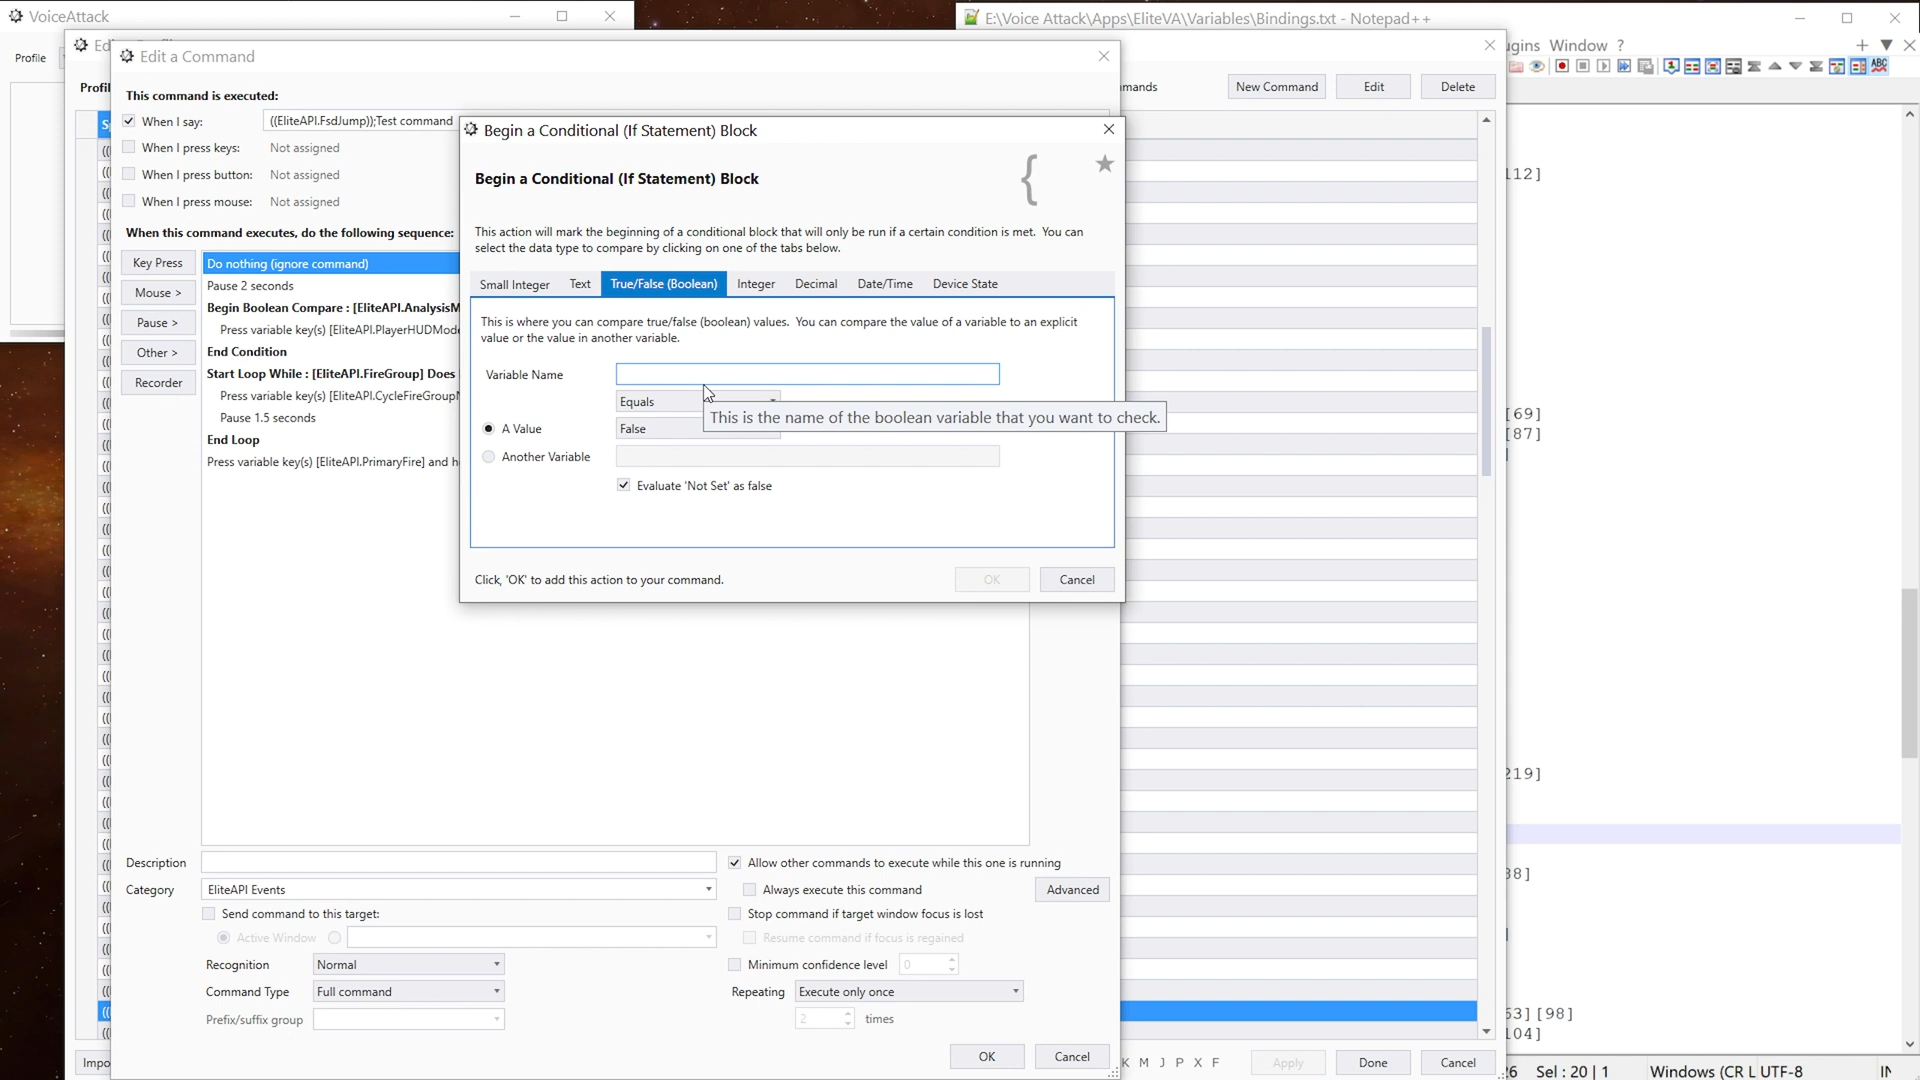 VoiceAttack
E:\Voice Attack\Apps\EliteVA\Variables\Bindings.txt - Notepad++
Profile
Edit a Command
ugins Window ?
Profil
This command is executed:
mands
New Command
Edit
Delete
When I say:
((EliteAPI.FsdJump));Test command
When I press keys:
Not assigned
When I press button:
Not assigned
When I press mouse:
Not assigned
When this command executes, do the following sequence:
Key Press
Mouse >
Pause >
Other >
Recorder
Do nothing (ignore command)
Pause 2 seconds
Begin Boolean Compare : [EliteAPI.AnalysisM
Press variable key(s) [EliteAPI.PlayerHUDMode
End Condition
Start Loop While : [EliteAPI.FireGroup] Does
Press variable key(s) [EliteAPI.CycleFireGroupN
Pause 1.5 seconds
End Loop
Press variable key(s) [EliteAPI.PrimaryFire] and h
Begin a Conditional (If Statement) Block
Begin a Conditional (If Statement) Block
This action will mark the beginning of a conditional block that will only be run if a certain condition is met. You can
select the data type to compare by clicking on one of the tabs below.
Small Integer Text True/False (Boolean) Integer Decimal Date/Time Device State
This is where you can compare true/false (boolean) values. You can compare the value of a variable to an explicit
value or the value in another variable.
Variable Name
Equals
This is the name of the boolean variable that you want to check.
A Value
False
Another Variable
Evaluate 'Not Set' as false
Click, 'OK' to add this action to your command.
OK
Cancel
112]
[69]
[87]
219]
38]
53] [98]
104]
Description
Category
EliteAPI Events
Send command to this target:
Active Window
Recognition
Normal
Command Type
Full command
Prefix/suffix group
Allow other commands to execute while this one is running
Always execute this command
Advanced
Stop command if target window focus is lost
Resume command if focus is regained
Minimum confidence level
0
Repeating
Execute only once
2
times
OK
Cancel
Impo
K M J P X F
Apply
Done
Cancel
26 Sel : 20 | 1
Windows (CR L UTF-8
IN